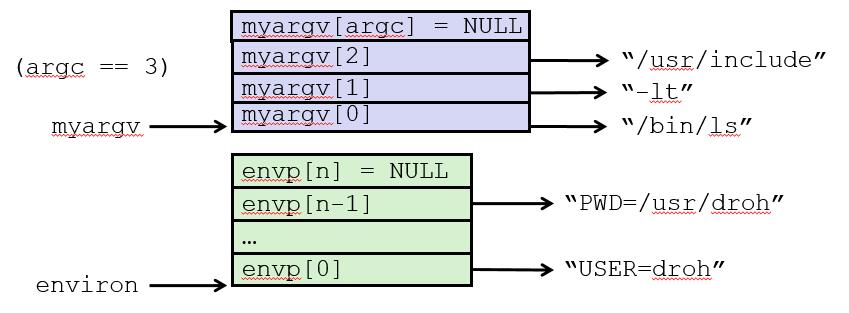 myargv[argc] = NULL
(argc == 3)
myargv[2]
“/usr/include”
myargv[1]
“-lt”
myargv
myargv[0]
“/bin/ls”
envp[n] = NULL
envp[n-1]
“PWD=/usr/droh”
…
environ
envp[0]
“USER=droh”